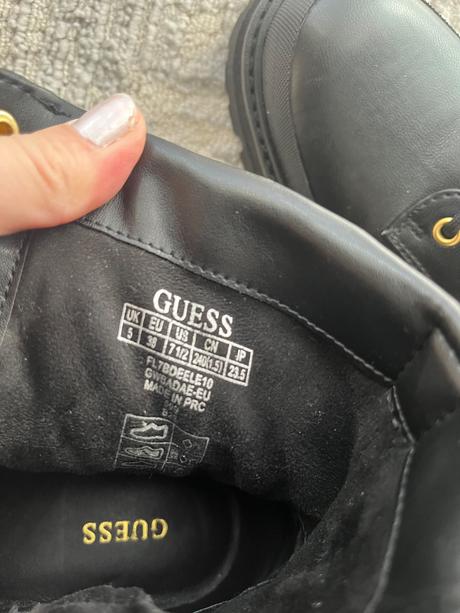 GUESS
UK EU US CN JP
5 38 7 1/2 240(1.5) 23.5
FL7BDEELE10
GWBADAE-EU
MADE IN PRC
GUESS